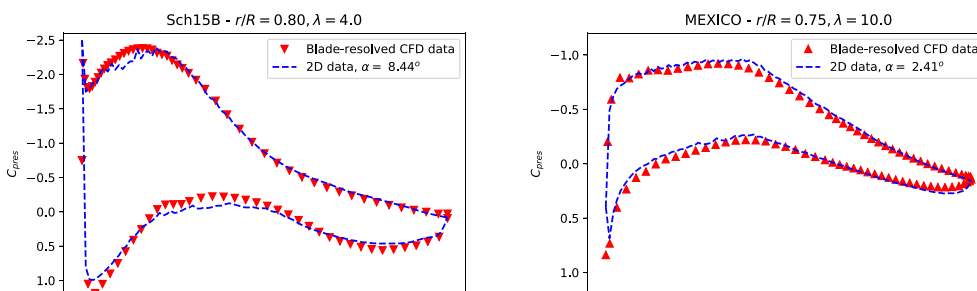 Sch15B - r/R = 0.80, λ = 4.0
Blade-resolved CFD data
2D data, α = 8.44°
C_pres
−2.5
−2.0
−1.5
−1.0
−0.5
0.0
0.5
1.0
MEXICO - r/R = 0.75, λ = 10.0
Blade-resolved CFD data
2D data, α = 2.41°
C_pres
−1.0
−0.5
0.0
0.5
1.0